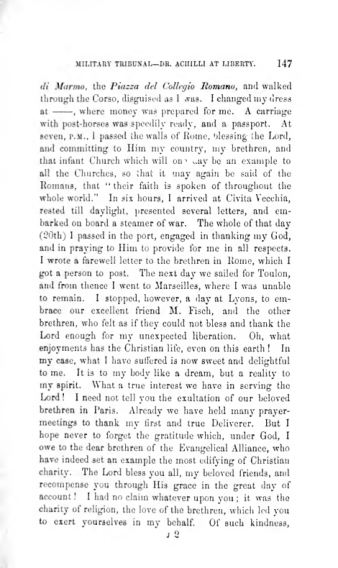 MILITARY TRIBUNAL—DR. ACHILLI AT LIBERTY. 147
di Marmo, the Piazza del Collegio Romano, and walked
through the Corso, disguised as I was. I changed my dress
at ——, where money was prepared for me. A carriage
with post-horses was speedily ready, and a passport. At
seven, P.M., I passed the walls of Rome, blessing the Lord,
and committing to Him my country, my brethren, and
that infant Church which will on may be an example to
all the Churches, so that it may again be said of the
Romans, that "their faith is spoken of throughout the
whole world." In six hours, I arrived at Civita Vecchia,
rested till daylight, presented several letters, and em-
barked on board a steamer of war. The whole of that day
(20th) I passed in the port, engaged in thanking my God,
and in praying to Him to provide for me in all respects.
I wrote a farewell letter to the brethren in Rome, which I
got a person to post. The next day we sailed for Toulon,
and from thence I went to Marseilles, where I was unable
to remain. I stopped, however, a day at Lyons, to em-
brace our excellent friend M. Fisch, and the other
brethren, who felt as if they could not bless and thank the
Lord enough for my unexpected liberation. Oh, what
enjoyments has the Christian life, even on this earth! In
my case, what I have suffered is now sweet and delightful
to me. It is to my body like a dream, but a reality to
my spirit. What a true interest we have in serving the
Lord! I need not tell you the exultation of our beloved
brethren in Paris. Already we have held many prayer-
meetings to thank my first and true Deliverer. But I
hope never to forget the gratitude which, under God, I
owe to the dear brethren of the Evangelical Alliance, who
have indeed set an example the most edifying of Christian
charity. The Lord bless you all, my beloved friends, and
recompense you through His grace in the great day of
account! I had no claim whatever upon you; it was the
charity of religion, the love of the brethren, which led you
to exert yourselves in my behalf. Of such kindness,
2